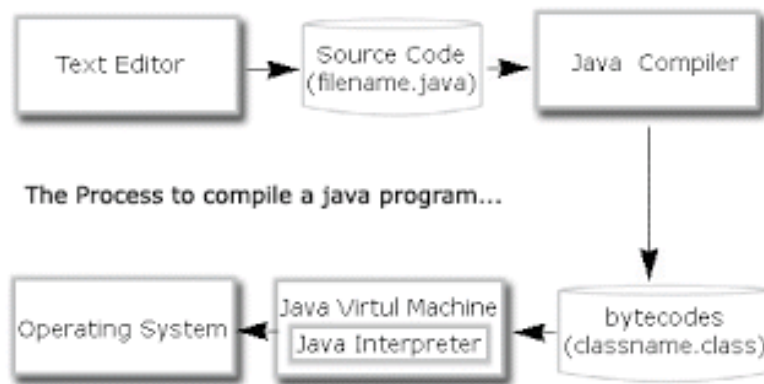 Text Editor
Source Code
(filename.java)
Java Compiler
The Process to compile a java program...
Operating System
Java Virtul Machine
Java Interpreter
bytecodes
(classname.class)